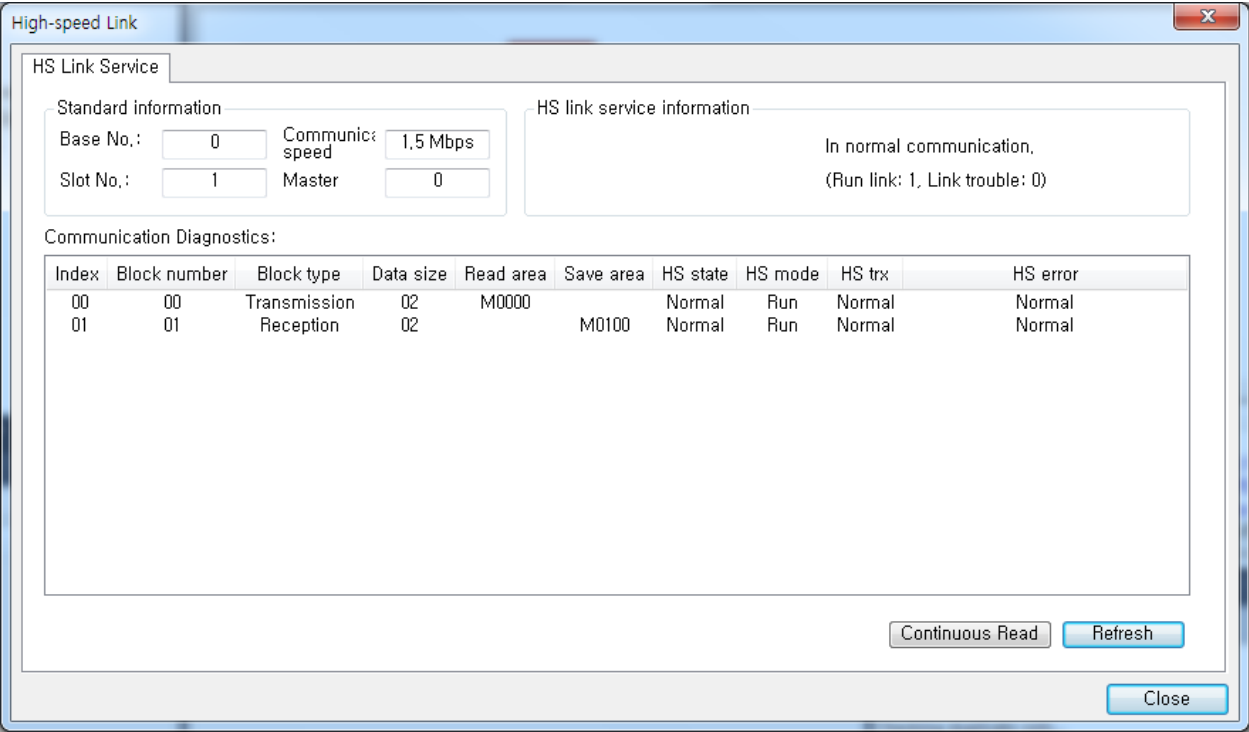 High-speed Link
HS Link Service
Standard information
Base No.: 0 Communica speed 1.5 Mbps
Slot No.: 1 Master 0
HS link service information
In normal communication.
(Run link: 1, Link trouble: 0)
Communication Diagnostics:
Index Block number Block type Data size Read area Save area HS state HS mode HS trx HS error
00 00 Transmission 02 M0000 Normal Run Normal Normal
01 01 Reception 02 M0100 Normal Run Normal Normal
Continuous Read Refresh
Close